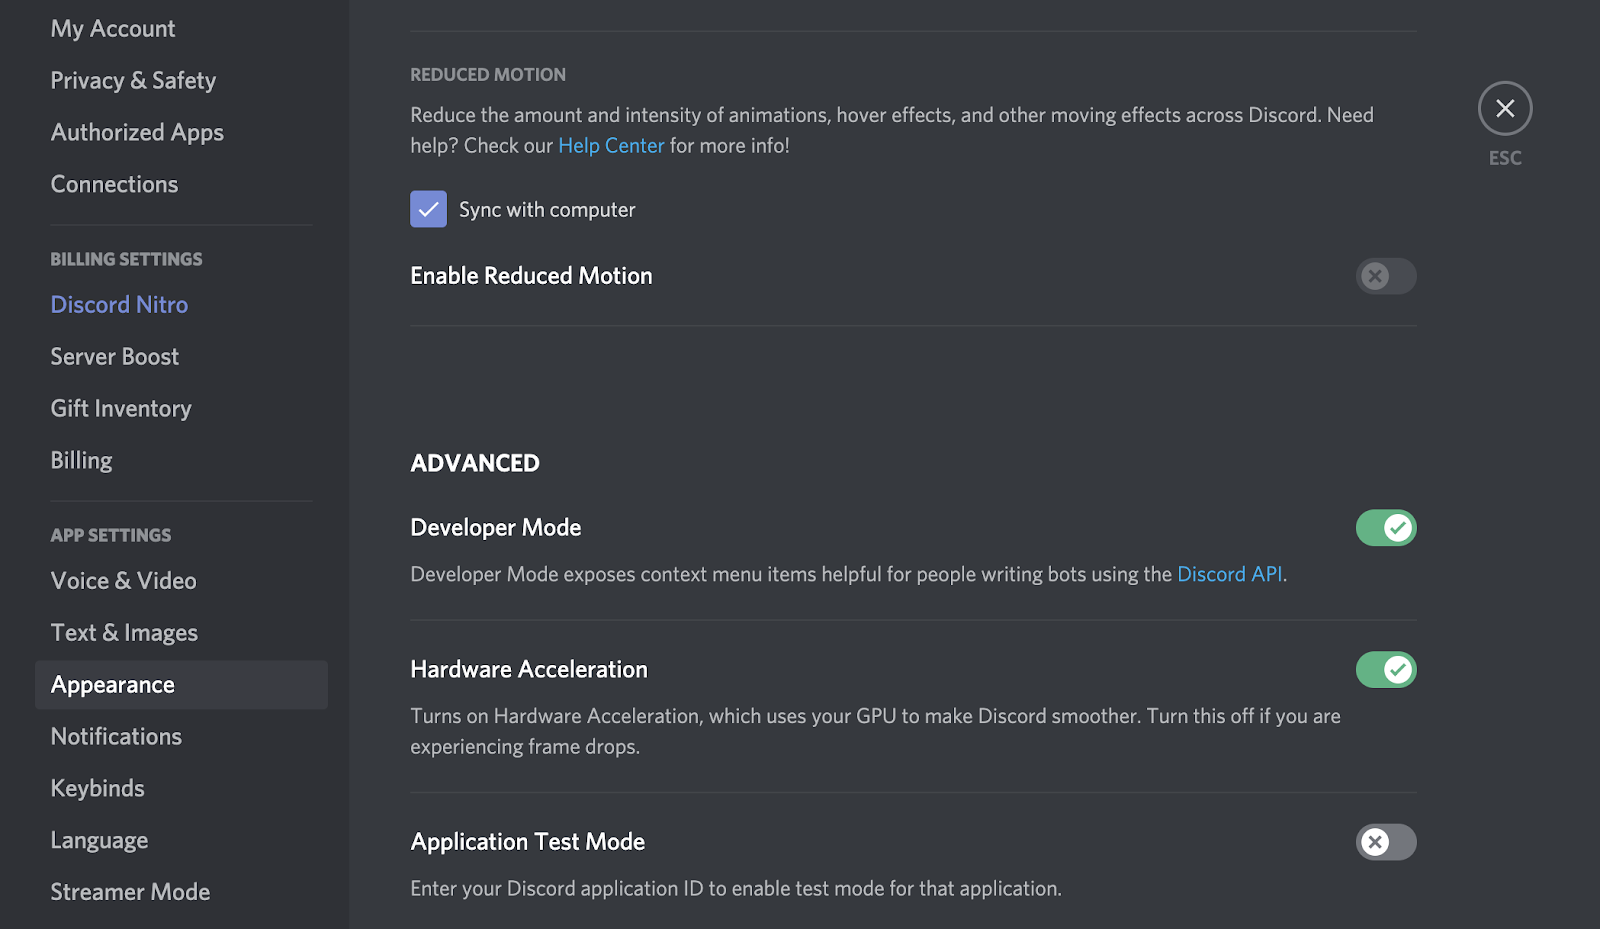 My Account
Privacy & Safety
Authorized Apps
Connections
BILLING SETTINGS
Discord Nitro
Server Boost
Gift Inventory
Billing
APP SETTINGS
Voice & Video
Text & Images
Appearance
Notifications
Keybinds
Language
Streamer Mode
REDUCED MOTION
Reduce the amount and intensity of animations, hover effects, and other moving effects across Discord. Need
help? Check our Help Center for more info!
Sync with computer
Enable Reduced Motion
ADVANCED
Developer Mode
Developer Mode exposes context menu items helpful for people writing bots using the Discord API.
Hardware Acceleration
Turns on Hardware Acceleration, which uses your GPU to make Discord smoother. Turn this off if you are
experiencing frame drops.
Application Test Mode
Enter your Discord application ID to enable test mode for that application.
ESC